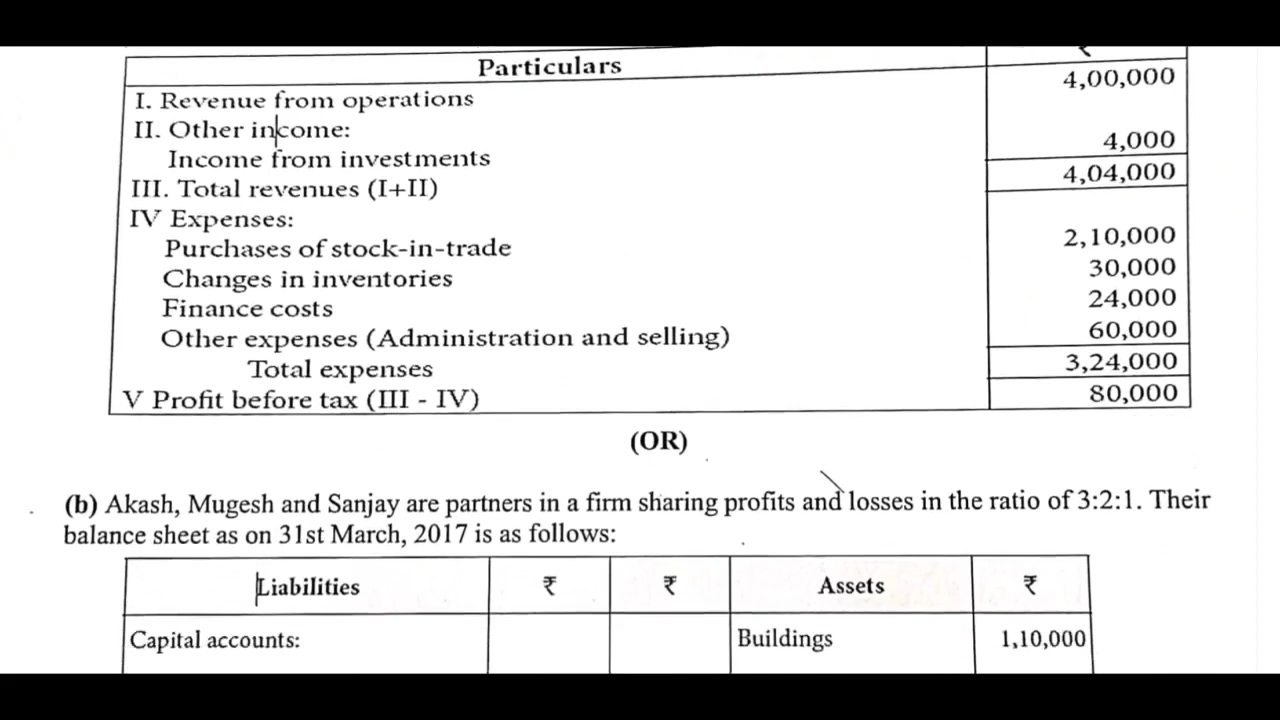 Particulars ₹
I. Revenue from operations 4,00,000
II. Other income:
Income from investments 4,000
III. Total revenues (I+II) 4,04,000
IV Expenses:
Purchases of stock-in-trade 2,10,000
Changes in inventories 30,000
Finance costs 24,000
Other expenses (Administration and selling) 60,000
Total expenses 3,24,000
V Profit before tax (III - IV) 80,000
(OR)
(b) Akash, Mugesh and Sanjay are partners in a firm sharing profits and losses in the ratio of 3:2:1. Their
balance sheet as on 31st March, 2017 is as follows:
Liabilities ₹ ₹ Assets ₹
Capital accounts: Buildings 1,10,000